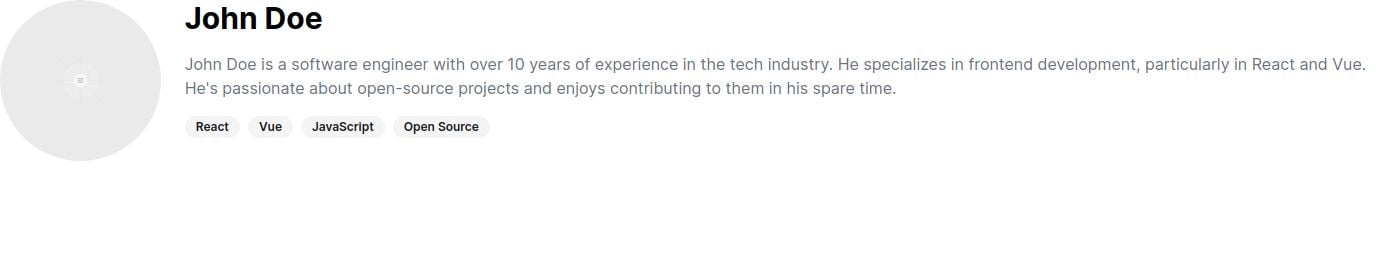 John Doe
John Doe is a software engineer with over 10 years of experience in the tech industry. He specializes in frontend development, particularly in React and Vue.
He's passionate about open-source projects and enjoys contributing to them in his spare time.
React Vue JavaScript Open Source